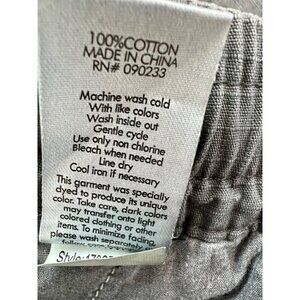 100%COTTON
MADE IN CHINA
RN# 090233
Machine wash cold
With like colors
Wash inside out
Gentle cycle
Use only non chlorine
Bleach when needed
Line dry
Cool iron if necessary
This garment was specially
dyed to produce its unique
color. Take care, dark colors
may transfer onto light
colored clothing or other
items. To minimize fading,
please wash separately or
Style: